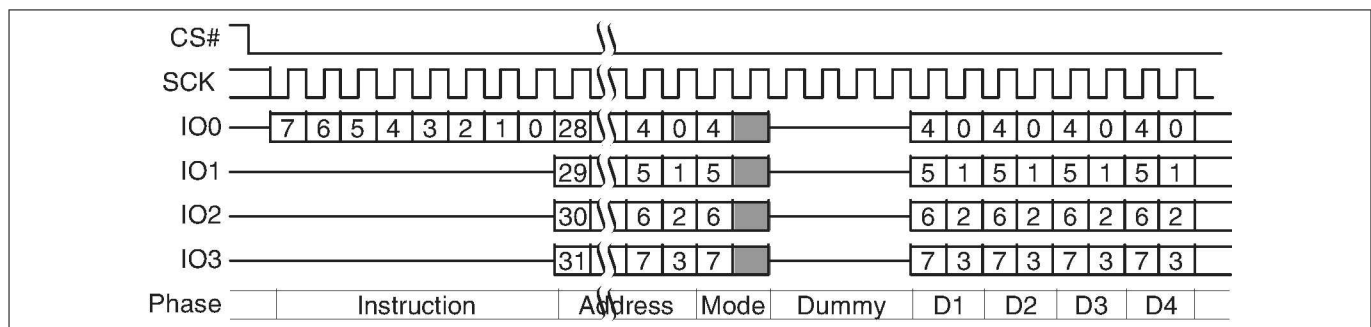 CS#
SCK
IO0 7 6 5 4 3 2 1 0 28 4 0 4 4 0 4 0 4 0 4 0
IO1 29 5 1 5 5 1 5 1 5 1 5 1
IO2 30 6 2 6 6 2 6 2 6 2 6 2
IO3 31 7 3 7 7 3 7 3 7 3 7 3
Phase Instruction Address Mode Dummy D1 D2 D3 D4